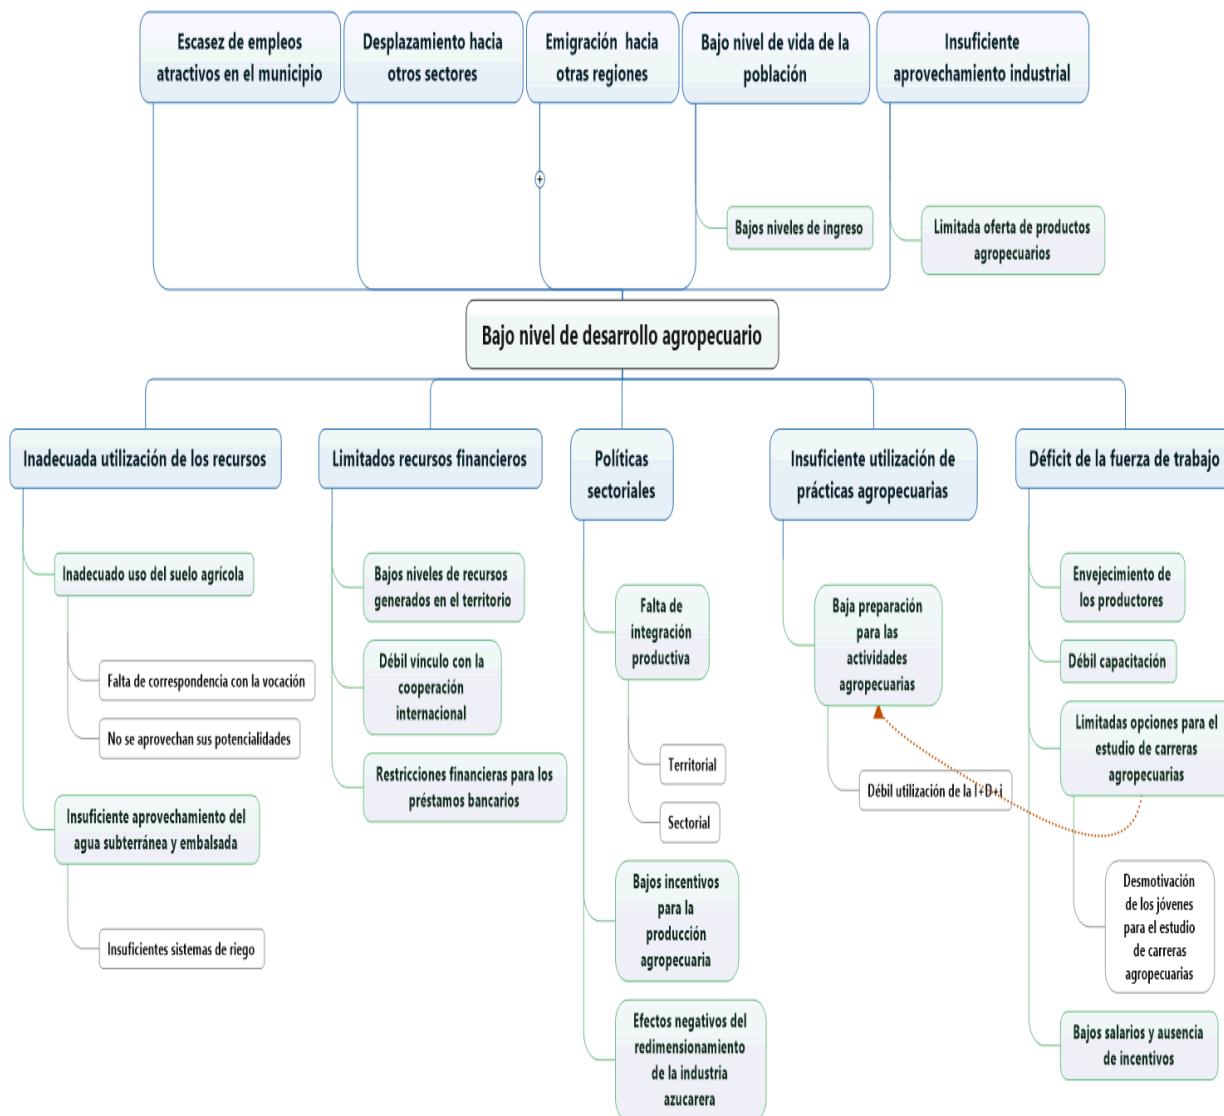 Escasez de empleos
atractivos en el municipio
Desplazamiento hacia
otros sectores
Emigración hacia
otras regiones
Bajo nivel de vida de la
población
Insuficiente
aprovechamiento industrial
Bajos niveles de ingreso
Limitada oferta de productos
agropecuarios
Bajo nivel de desarrollo agropecuario
Inadecuada utilización de los recursos
Inadecuado uso del suelo agrícola
Falta de correspondencia con la vocación
No se aprovechan sus potencialidades
Insuficiente aprovechamiento del
agua subterránea y embalsada
Insuficientes sistemas de riego
Limitados recursos financieros
Bajos niveles de recursos
generados en el territorio
Débil vínculo con la
cooperación
internacional
Restricciones financieras para los
préstamos bancarios
Políticas
sectoriales
Falta de
integración
productiva
Territorial
Sectorial
Bajos incentivos
para la
producción
agropecuaria
Efectos negativos del
redimensionamiento
de la industria
azucarera
Insuficiente utilización de
prácticas agropecuarias
Baja preparación
para las
actividades
agropecuarias
Débil utilización de la I+D+i
Déficit de la fuerza de trabajo
Envejecimiento de
los productores
Débil capacitación
Limitadas opciones para el
estudio de carreras
agropecuarias
Desmotivación
de los jóvenes
para el estudio
de carreras
agropecuarias
Bajos salarios y ausencia
de incentivos